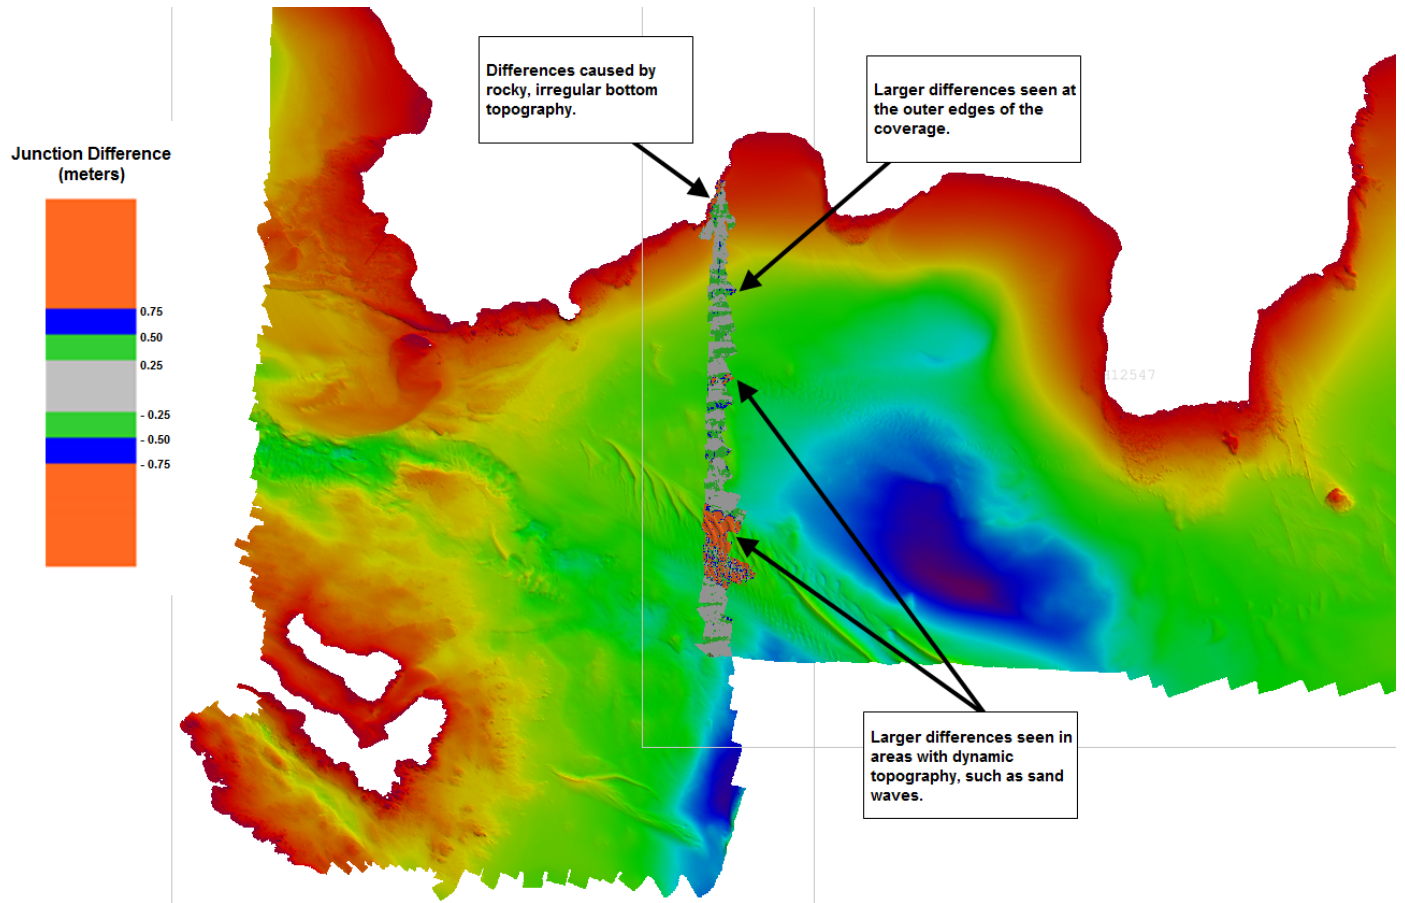 Differences caused by
rocky, irregular bottom
topography.
Larger differences seen at
the outer edges of the
coverage.
Junction Difference
(meters)
0.75
0.50
0.25
- 0.25
- 0.50
- 0.75
H12547
Larger differences seen in
areas with dynamic
topography, such as sand
waves.